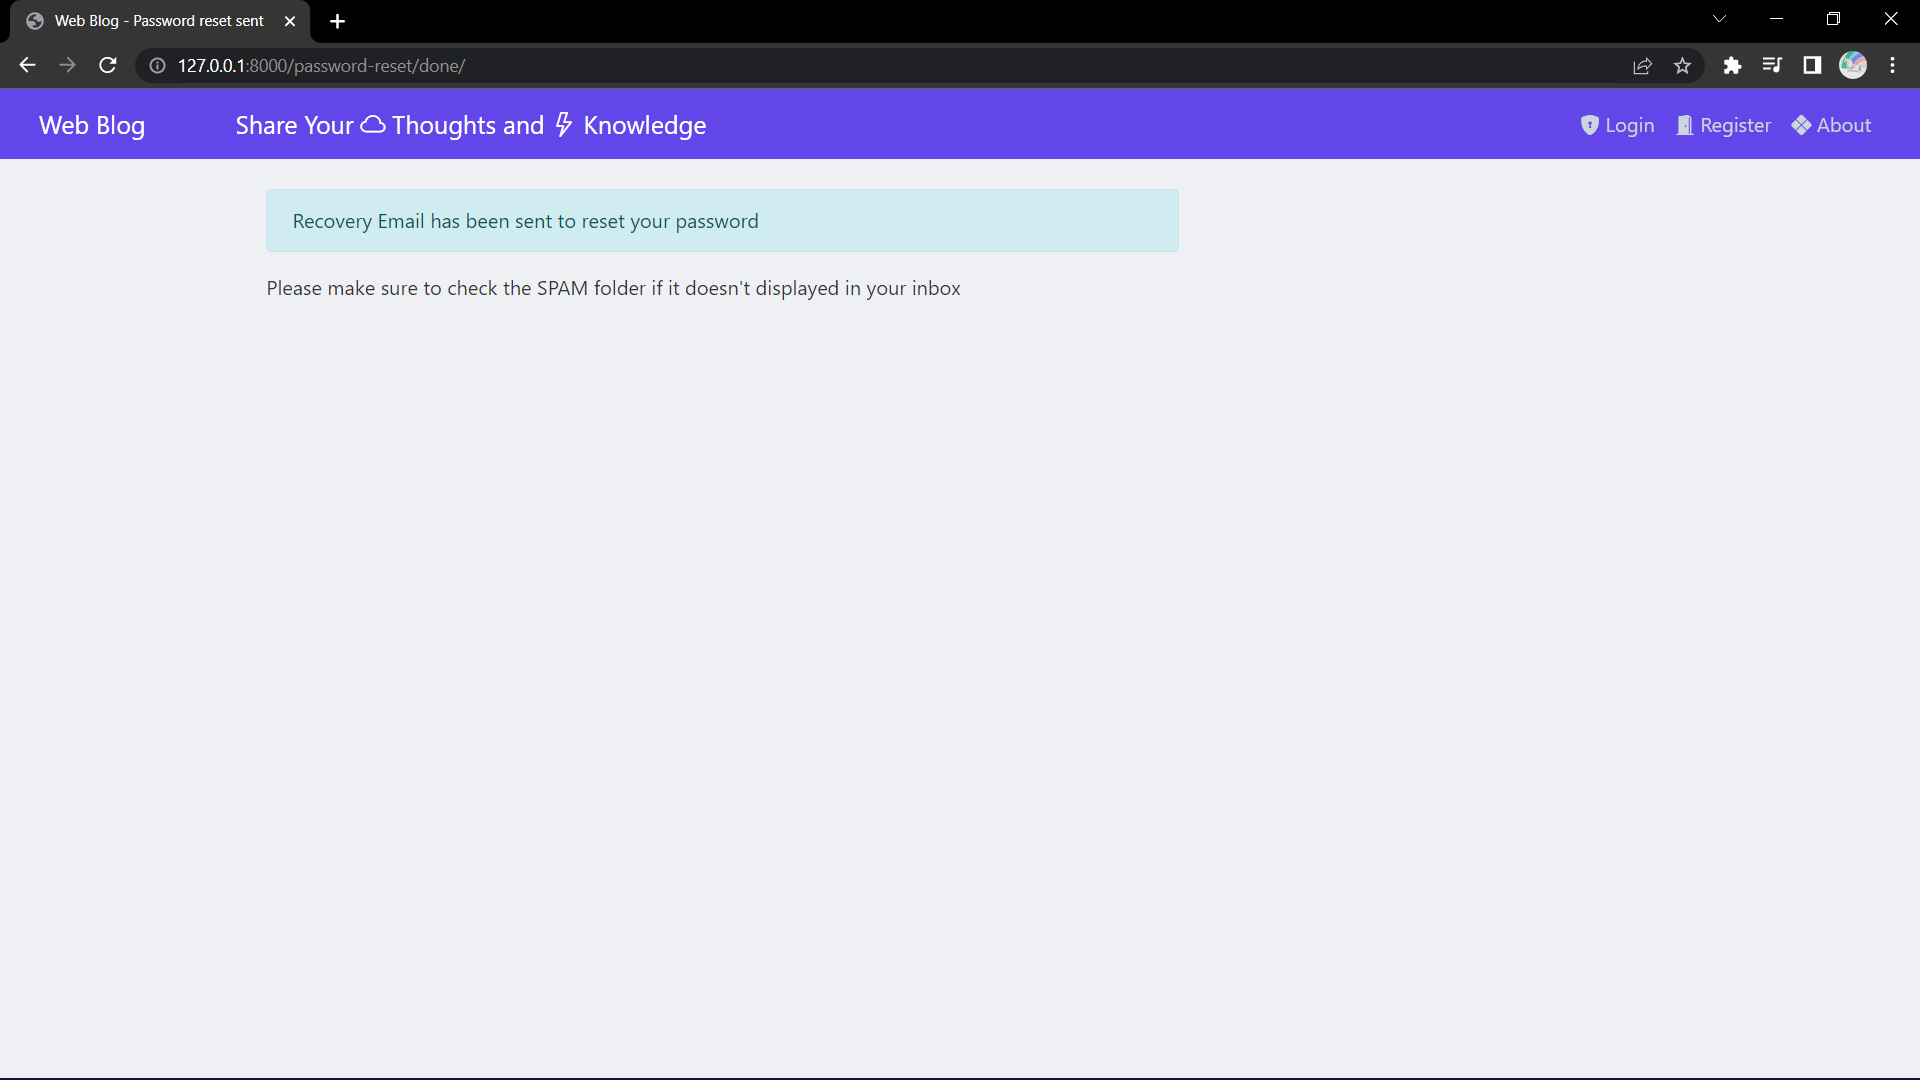 Web Blog - Password reset sent
127.0.0.1:8000/password-reset/done/
Web Blog Share Your Thoughts and Knowledge Login Register About
Recovery Email has been sent to reset your password
Please make sure to check the SPAM folder if it doesn't displayed in your inbox